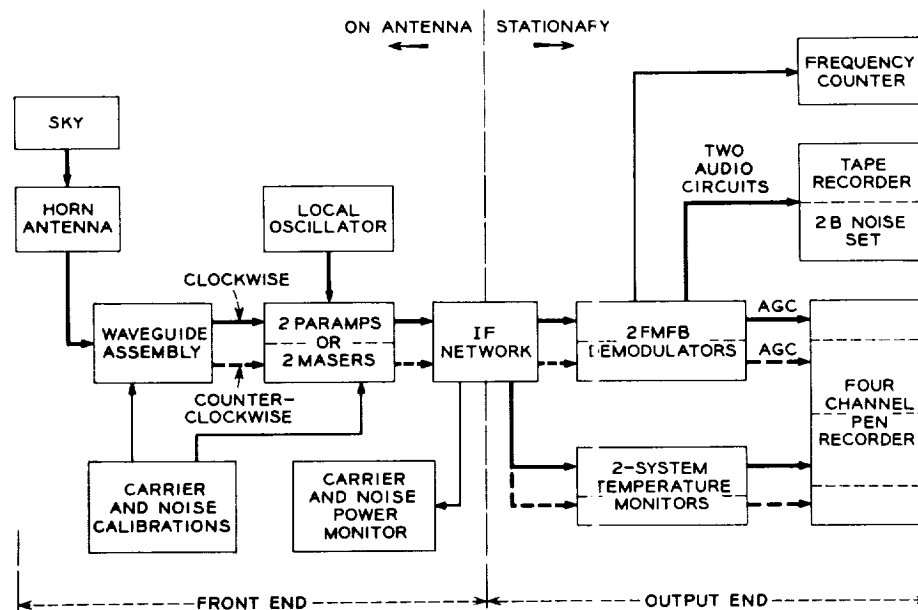 ON ANTENNA
STATIONARY
FREQUENCY
COUNTER
SKY
TWO
AUDIO
CIRCUITS
TAPE
RECORDER
2B NOISE
SET
HORN
ANTENNA
LOCAL
OSCILLATOR
CLOCKWISE
WAVEGUIDE
ASSEMBLY
2 PARAMPS
OR
2 MASERS
IF
NETWORK
2 FMFB
DEMODULATORS
AGC
AGC
COUNTER-
CLOCKWISE
FOUR
CHANNEL
PEN
RECORDER
CARRIER
AND NOISE
CALIBRATIONS
CARRIER
AND NOISE
POWER
MONITOR
2-SYSTEM
TEMPERATURE
MONITORS
FRONT END
OUTPUT END